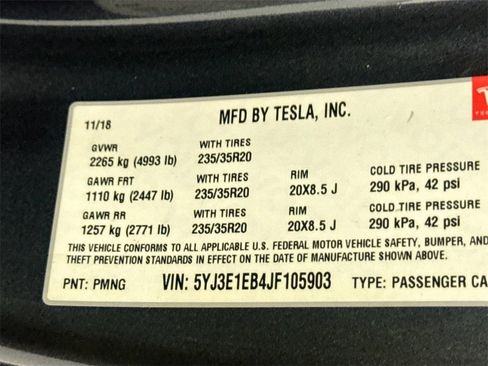 11/18 MFD BY TESLA, INC.
GVWR WITH TIRES
2265 kg (4993 lb) 235/35R20
GAWR FRT WITH TIRES RIM COLD TIRE PRESSURE
1110 kg (2447 lb) 235/35R20 20X8.5 J 290 kPa, 42 psi
GAWR RR WITH TIRES RIM COLD TIRE PRESSURE
1257 kg (2771 lb) 235/35R20 20X8.5 J 290 kPa, 42 psi
THIS VEHICLE CONFORMS TO ALL APPLICABLE U.S. FEDERAL MOTOR VEHICLE SAFETY, BUMPER, AND
THEFT PREVENTION STANDARDS IN EFFECT ON THE DATE OF MANUFACTURE SHOWN ABOVE.
PNT: PMNG VIN: 5YJ3E1EB4JF105903 TYPE: PASSENGER CA